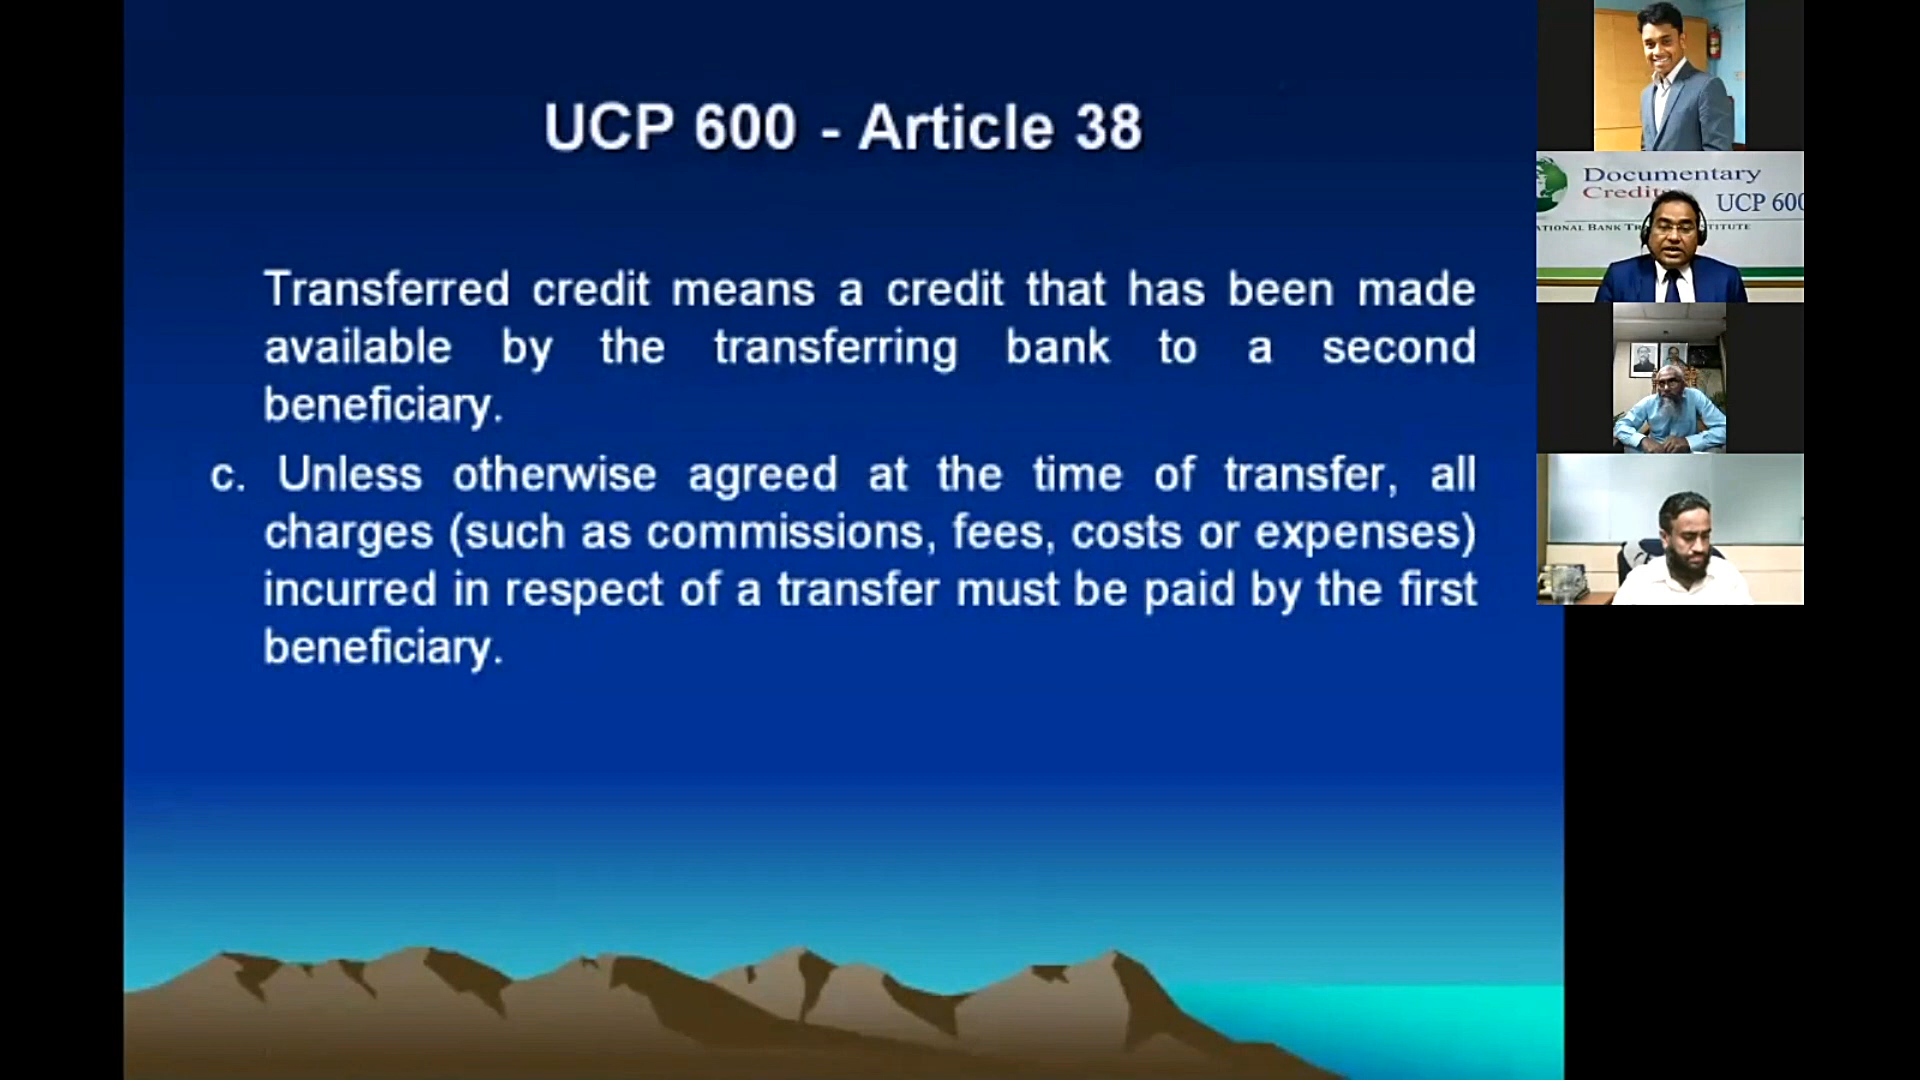 UCP 600 - Article 38
Transferred credit means a credit that has been made
available by the transferring bank to a second
beneficiary.
c. Unless otherwise agreed at the time of transfer, all
charges (such as commissions, fees, costs or expenses)
incurred in respect of a transfer must be paid by the first
beneficiary.
Documentary
Credit
UCP 600